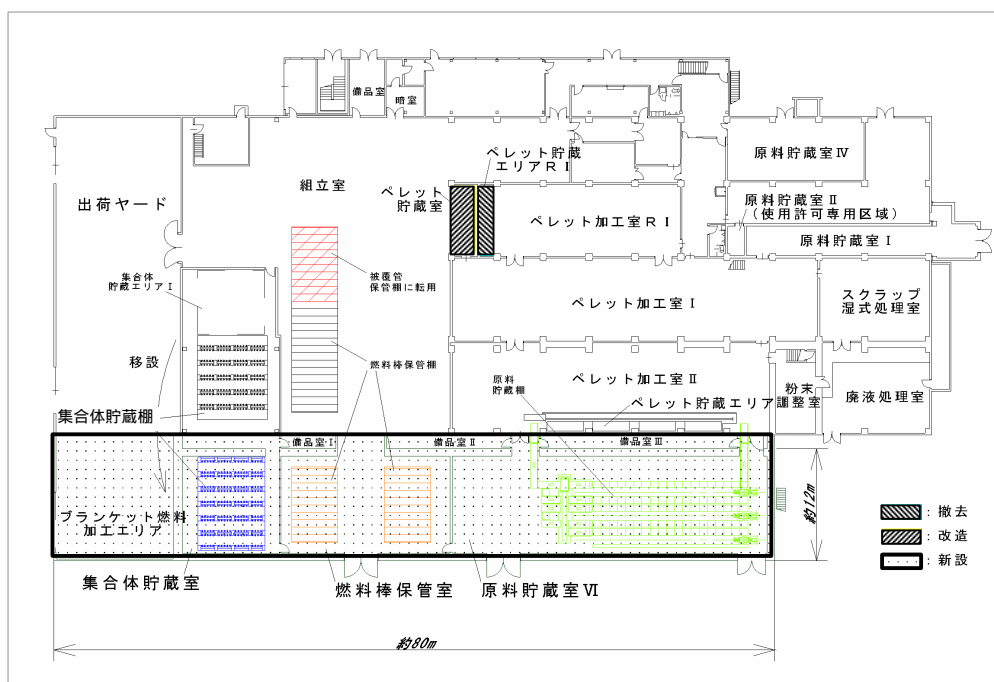 備品室
暗室
ペレット貯蔵
エリアＲⅠ
原料貯蔵室Ⅳ
組立室
ペレット
貯蔵室
出荷ヤード
原料貯蔵室Ⅱ
（使用許可専用区域）
ペレット加工室ＲⅠ
原料貯蔵室Ⅰ
集合体
貯蔵エリアⅠ
被覆管
保管棚に転用
ペレット加工室Ⅰ
スクラップ
湿式処理室
移設
燃料棒保管棚
原料
貯蔵棚
ペレット加工室Ⅱ
粉末
調整室
廃液処理室
ペレット貯蔵エリア
集合体貯蔵棚
備品室Ⅰ
備品室Ⅱ
備品室Ⅲ
約12m
ブランケット燃料
加工エリア
：撤去
：改造
：新設
集合体貯蔵室
燃料棒保管室
原料貯蔵室Ⅵ
約80m